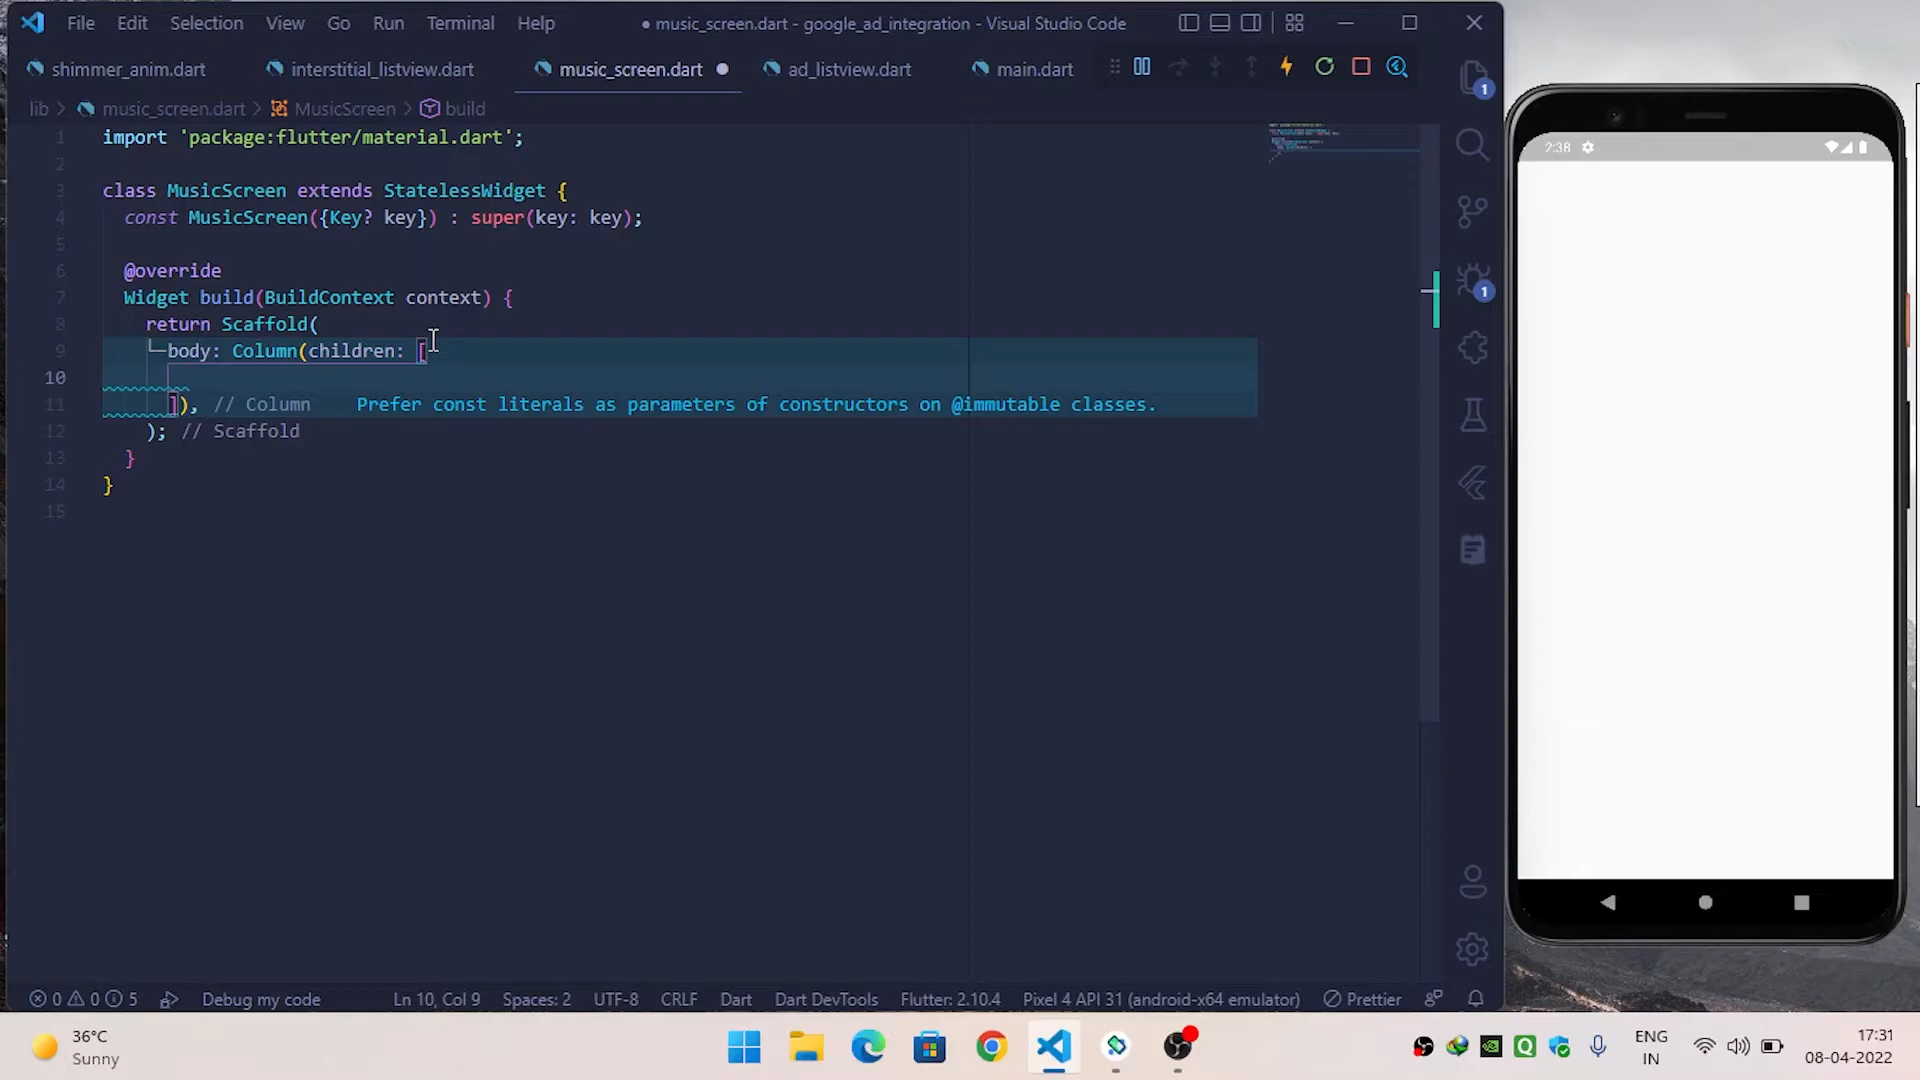 File Edit Selection View Go Run Terminal Help ● music_screen.dart - google_ad_integration - Visual Studio Code
shimmer_anim.dart interstitial_listview.dart music_screen.dart ad_listview.dart main.dart
lib > music_screen.dart > MusicScreen > build
1 import 'package:flutter/material.dart';
2
3 class MusicScreen extends StatelessWidget {
4 const MusicScreen({Key? key}) : super(key: key);
5
6 @override
7 Widget build(BuildContext context) {
8 return Scaffold(
9 body: Column(children: [
10
11 ]), // Column Prefer const literals as parameters of constructors on @immutable classes.
12 ); // Scaffold
13 }
14 }
15
1
1
2:38
0 0 5 Debug my code Ln 10, Col 9 Spaces: 2 UTF-8 CRLF Dart Dart DevTools Flutter: 2.10.4 Pixel 4 API 31 (android-x64 emulator) Prettier
36°C
Sunny
ENG
IN
17:31
08-04-2022